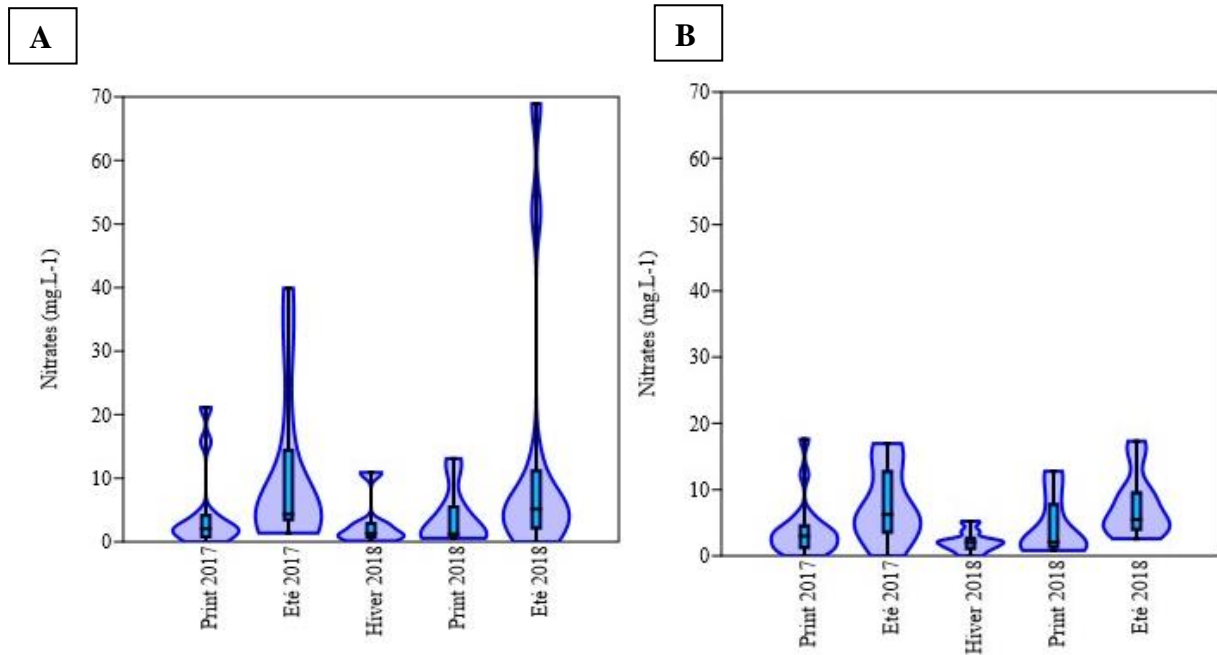 A
B
Nitrates (mg.L-1)
70
60
50
40
30
20
10
0
Print 2017
Eté 2017
Hiver 2018
Print 2018
Eté 2018
Nitrates (mg.L-1)
70
60
50
40
30
20
10
0
Print 2017
Eté 2017
Hiver 2018
Print 2018
Eté 2018